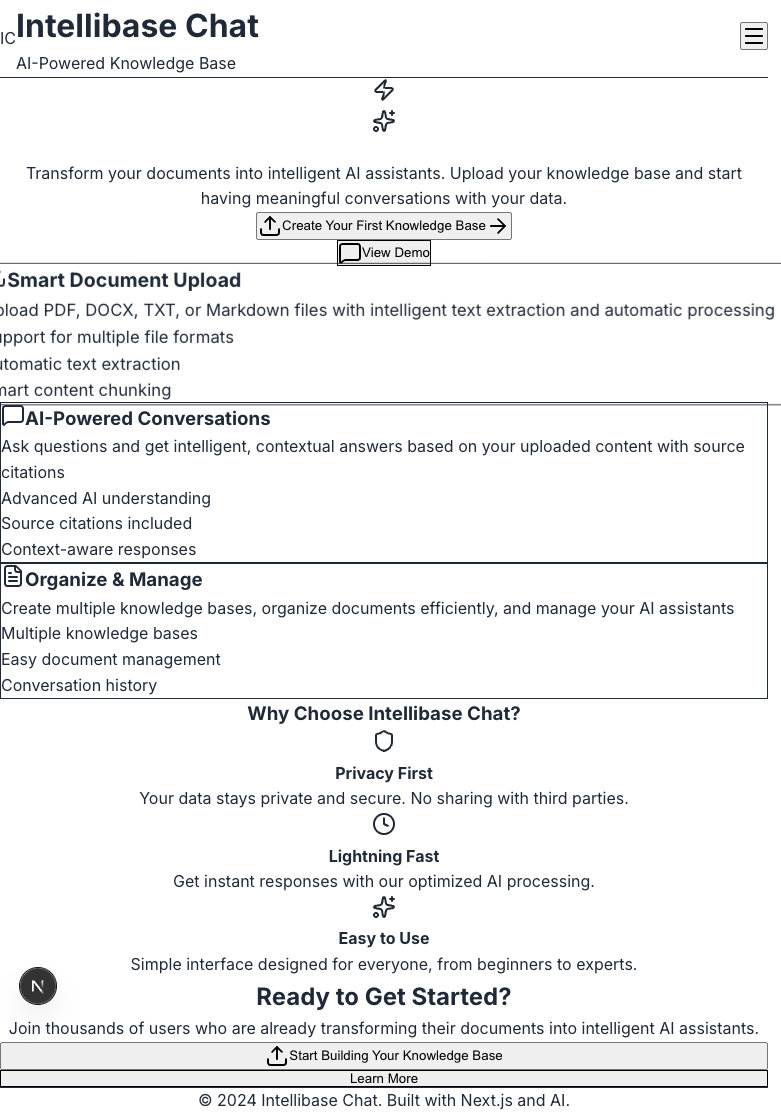 IC
Intellibase Chat
AI-Powered Knowledge Base
Transform your documents into intelligent AI assistants. Upload your knowledge base and start
having meaningful conversations with your data.
Create Your First Knowledge Base
View Demo
Smart Document Upload
pload PDF, DOCX, TXT, or Markdown files with intelligent text extraction and automatic processing
upport for multiple file formats
utomatic text extraction
mart content chunking
AI-Powered Conversations
Ask questions and get intelligent, contextual answers based on your uploaded content with source
citations
Advanced AI understanding
Source citations included
Context-aware responses
Organize & Manage
Create multiple knowledge bases, organize documents efficiently, and manage your AI assistants
Multiple knowledge bases
Easy document management
Conversation history
Why Choose Intellibase Chat?
Privacy First
Your data stays private and secure. No sharing with third parties.
Lightning Fast
Get instant responses with our optimized AI processing.
Easy to Use
Simple interface designed for everyone, from beginners to experts.
N
Ready to Get Started?
Join thousands of users who are already transforming their documents into intelligent AI assistants.
Start Building Your Knowledge Base
Learn More
© 2024 Intellibase Chat. Built with Next.js and AI.